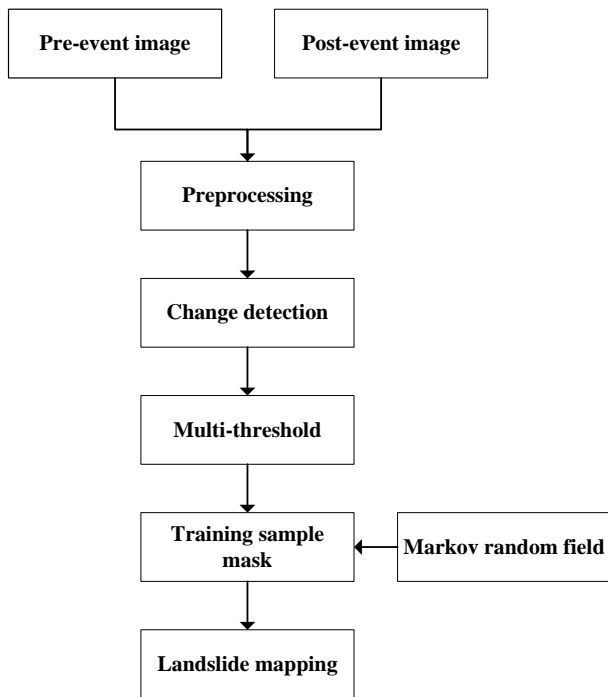 Pre-event image
Post-event image
Preprocessing
Change detection
Multi-threshold
Training sample
mask
Markov random field
Landslide mapping